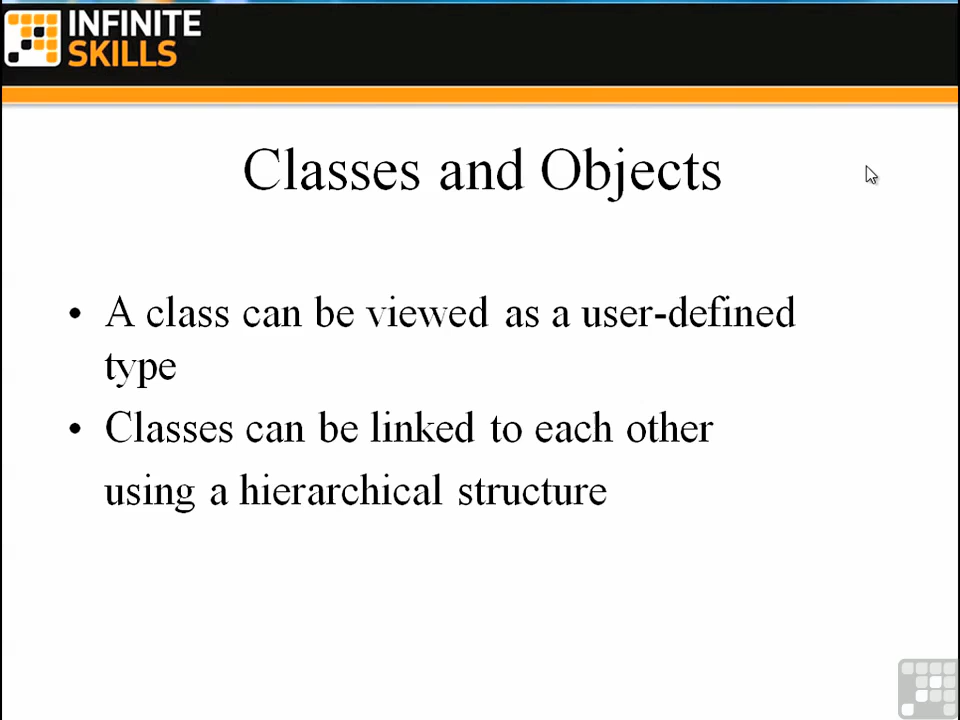 INFINITE
SKILLS
Classes and Objects
• A class can be viewed as a user-defined
type
• Classes can be linked to each other
using a hierarchical structure